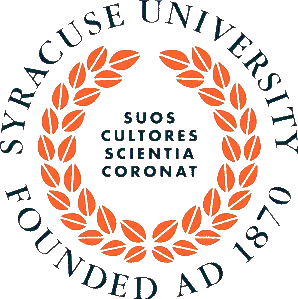 SYRACUSE UNIVERSITY
SUOS
CULTORES
SCIENTIA
CORONAT
FOUNDED AD 1870